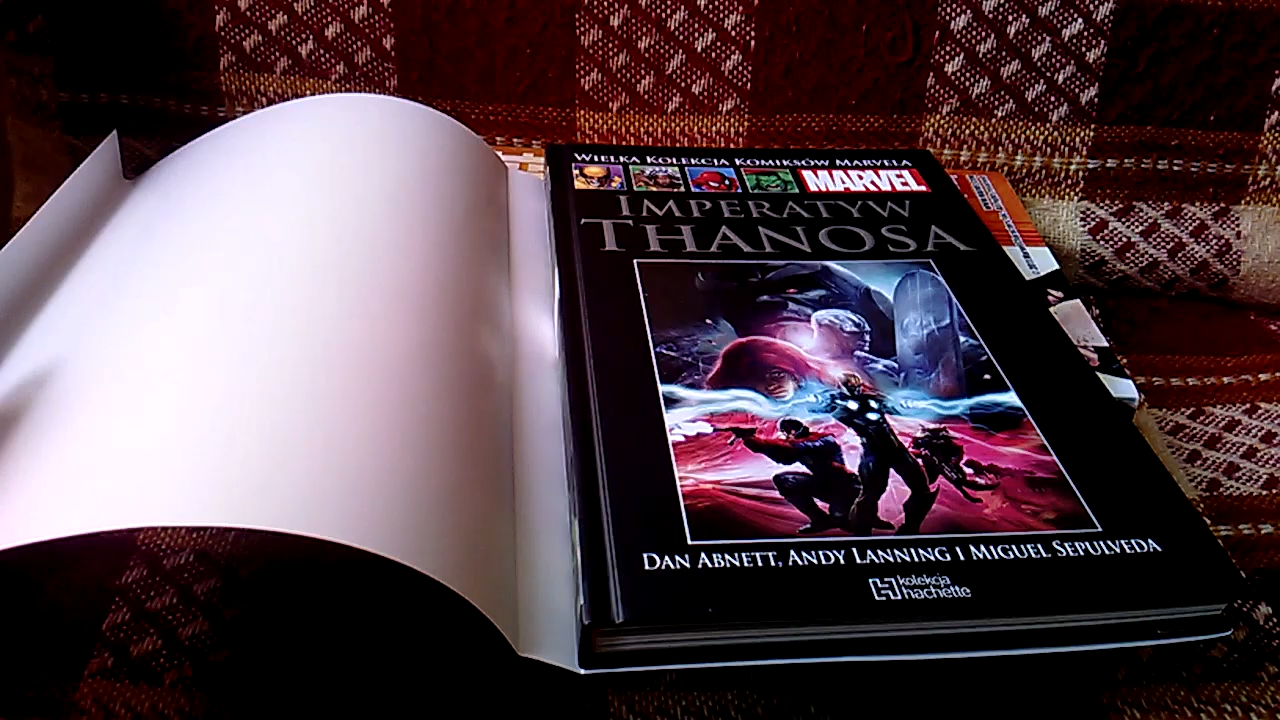 WIELKA KOLEKCJA KOMIKSÓW MARVELA
MARVEL
IMPERATYW
THANOSA
DAN ABNETT, ANDY LANNING I MIGUEL SEPULVEDA
kolekcja
hachette